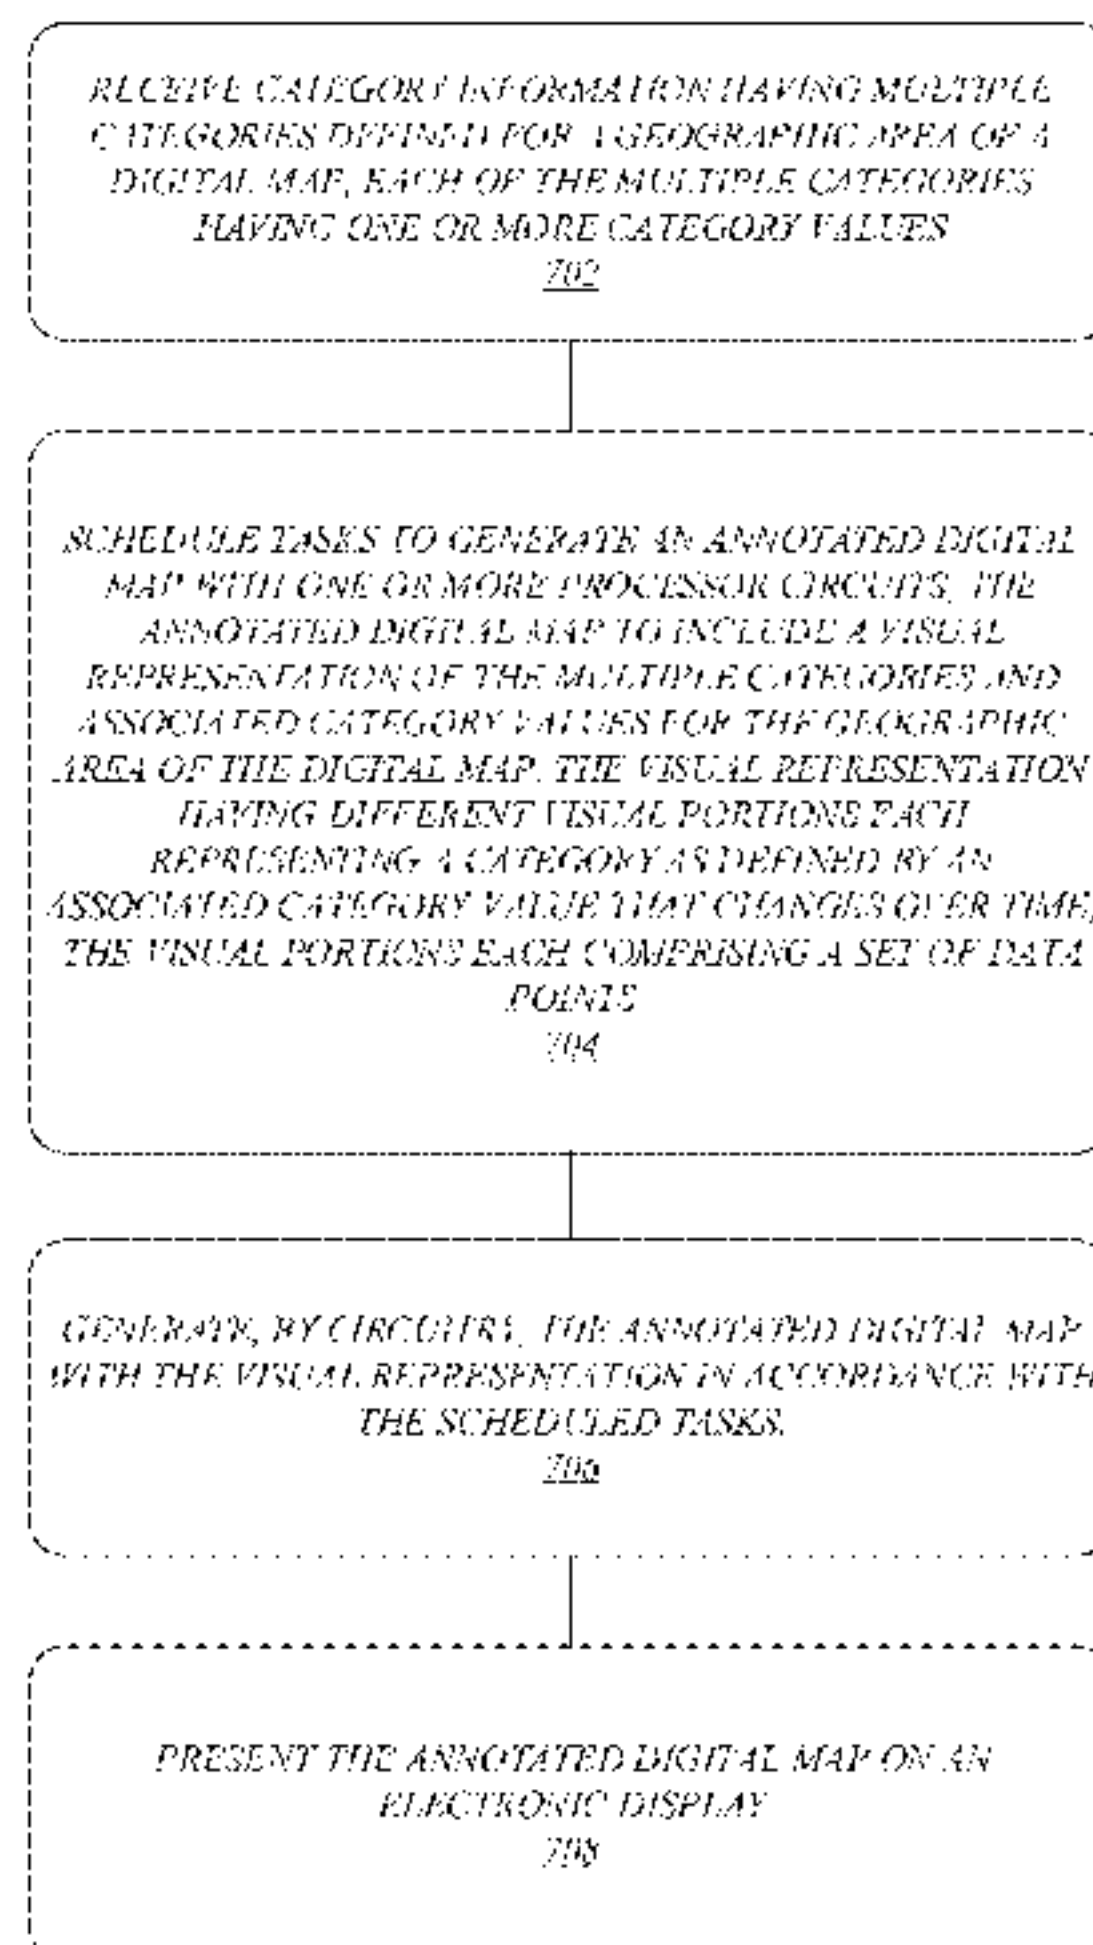 RECEIVE CATEGORY INFORMATION HAVING MULTIPLE
CATEGORIES DEFINED FOR A GEOGRAPHIC AREA OF A
DIGITAL MAP, EACH OF THE MULTIPLE CATEGORIES
HAVING ONE OR MORE CATEGORY VALUES
702
SCHEDULE TASKS TO GENERATE AN ANNOTATED DIGITAL
MAP WITH ONE OR MORE PROCESSOR CIRCUITS, THE
ANNOTATED DIGITAL MAP TO INCLUDE A VISUAL
REPRESENTATION OF THE MULTIPLE CATEGORIES AND
ASSOCIATED CATEGORY VALUES FOR THE GEOGRAPHIC
AREA OF THE DIGITAL MAP, THE VISUAL REPRESENTATION
HAVING DIFFERENT VISUAL PORTIONS EACH
REPRESENTING A CATEGORY AS DEFINED BY AN
ASSOCIATED CATEGORY VALUE THAT CHANGES OVER TIME,
THE VISUAL PORTIONS EACH COMPRISING A SET OF DATA
POINTS
704
GENERATE, BY CIRCUITRY, THE ANNOTATED DIGITAL MAP
WITH THE VISUAL REPRESENTATION IN ACCORDANCE WITH
THE SCHEDULED TASKS.
706
PRESENT THE ANNOTATED DIGITAL MAP ON AN
ELECTRONIC DISPLAY
708